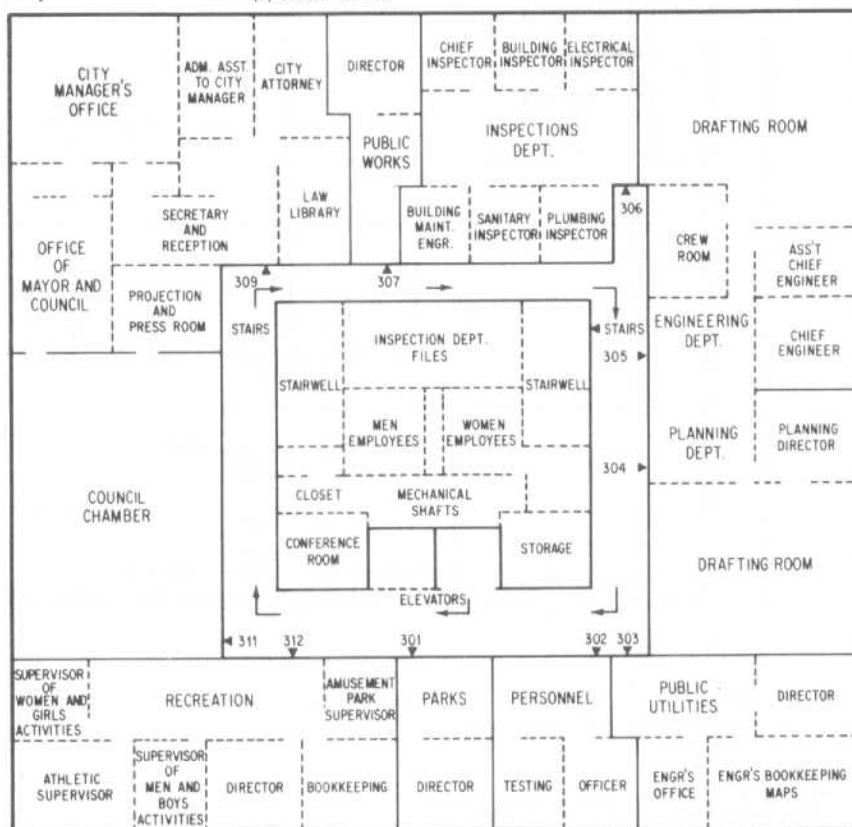 CITY
MANAGER'S
OFFICE
ADM. ASST.
TO CITY
MANAGER
CITY
ATTORNEY
DIRECTOR
CHIEF
INSPECTOR
BUILDING
INSPECTOR
ELECTRICAL
INSPECTOR
PUBLIC
WORKS
INSPECTIONS
DEPT.
DRAFTING ROOM
OFFICE
OF
MAYOR AND
COUNCIL
SECRETARY
AND
RECEPTION
LAW
LIBRARY
BUILDING
MAINT.
ENGR.
SANITARY
INSPECTOR
PLUMBING
INSPECTOR
306
CREW
ROOM
ASS'T
CHIEF
ENGINEER
PROJECTION
AND
PRESS ROOM
309
307
STAIRS
STAIRS
305
ENGINEERING
DEPT.
CHIEF
ENGINEER
INSPECTION DEPT.
FILES
STAIRWELL
STAIRWELL
MEN
EMPLOYEES
WOMEN
EMPLOYEES
304
PLANNING
DEPT.
PLANNING
DIRECTOR
COUNCIL
CHAMBER
CLOSET
MECHANICAL
SHAFTS
CONFERENCE
ROOM
STORAGE
DRAFTING ROOM
ELEVATORS
311
312
301
302
303
SUPERVISOR
OF
WOMEN AND
GIRLS
ACTIVITIES
RECREATION
AMUSEMENT
PARK
SUPERVISOR
PARKS
PERSONNEL
PUBLIC
UTILITIES
DIRECTOR
ATHLETIC
SUPERVISOR
SUPERVISOR
OF
MEN AND
BOYS
ACTIVITIES
DIRECTOR
BOOKKEEPING
DIRECTOR
TESTING
OFFICER
ENGR'S
OFFICE
ENGR'S BOOKKEEPING
MAPS